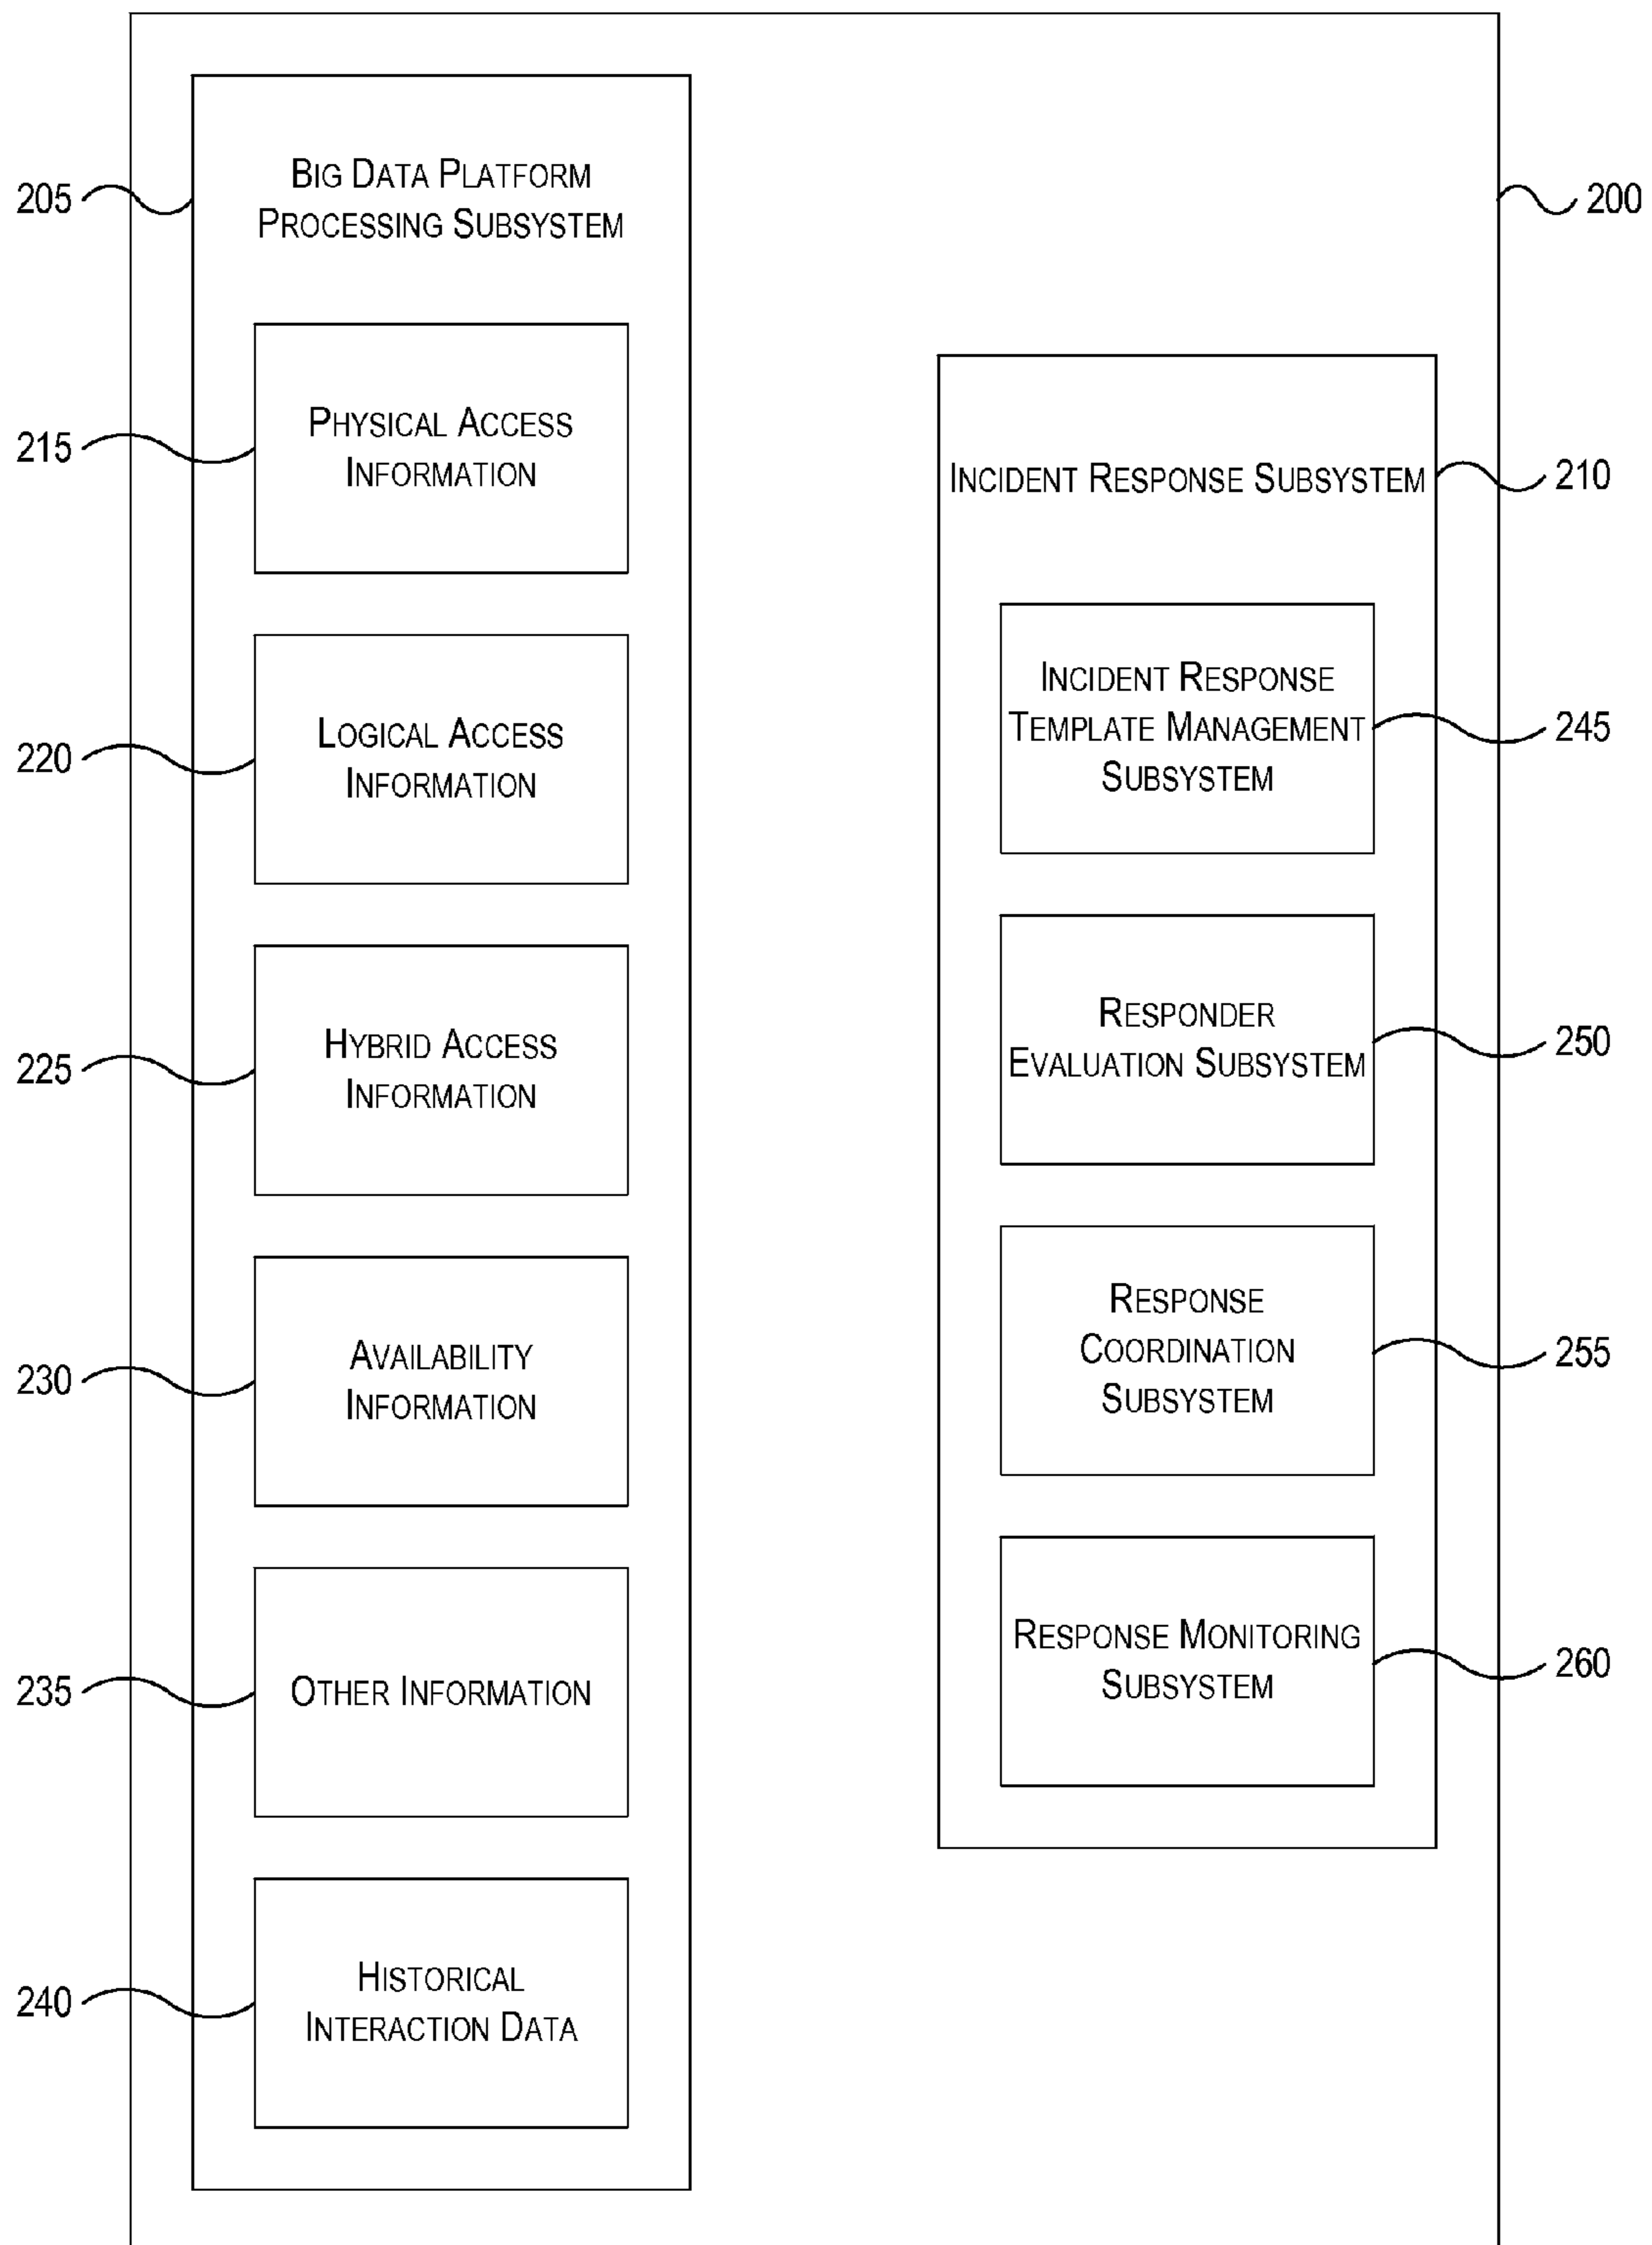 200
205
BIG DATA PLATFORM
PROCESSING SUBSYSTEM
215
PHYSICAL ACCESS
INFORMATION
220
LOGICAL ACCESS
INFORMATION
225
HYBRID ACCESS
INFORMATION
230
AVAILABILITY
INFORMATION
235
OTHER INFORMATION
240
HISTORICAL
INTERACTION DATA
INCIDENT RESPONSE SUBSYSTEM
210
INCIDENT RESPONSE
TEMPLATE MANAGEMENT
SUBSYSTEM
245
RESPONDER
EVALUATION SUBSYSTEM
250
RESPONSE
COORDINATION
SUBSYSTEM
255
RESPONSE MONITORING
SUBSYSTEM
260